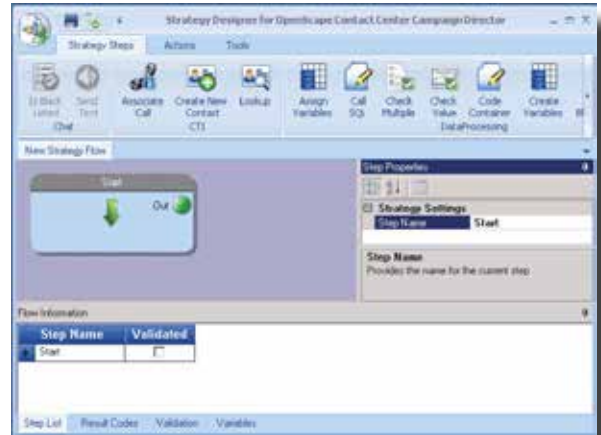 Strategy Designer for OpenScape Contact Center Campaign Director
Strategy Steps Actions Tools
Is Black Listed
Send Text
Associate Call
Create New Contact
Lookup
Assign Variables
Call SQL
Check Multiple
Check Value
Code Container
Create Variables
Chat
CTI
DataProcessing
New Strategy Flow
Start
Out
Step Properties
Strategy Settings
Step Name Start
Step Name
Provides the name for the current step
Flow Information
Step Name Validated
Start
Step List Result Codes Validation Variables